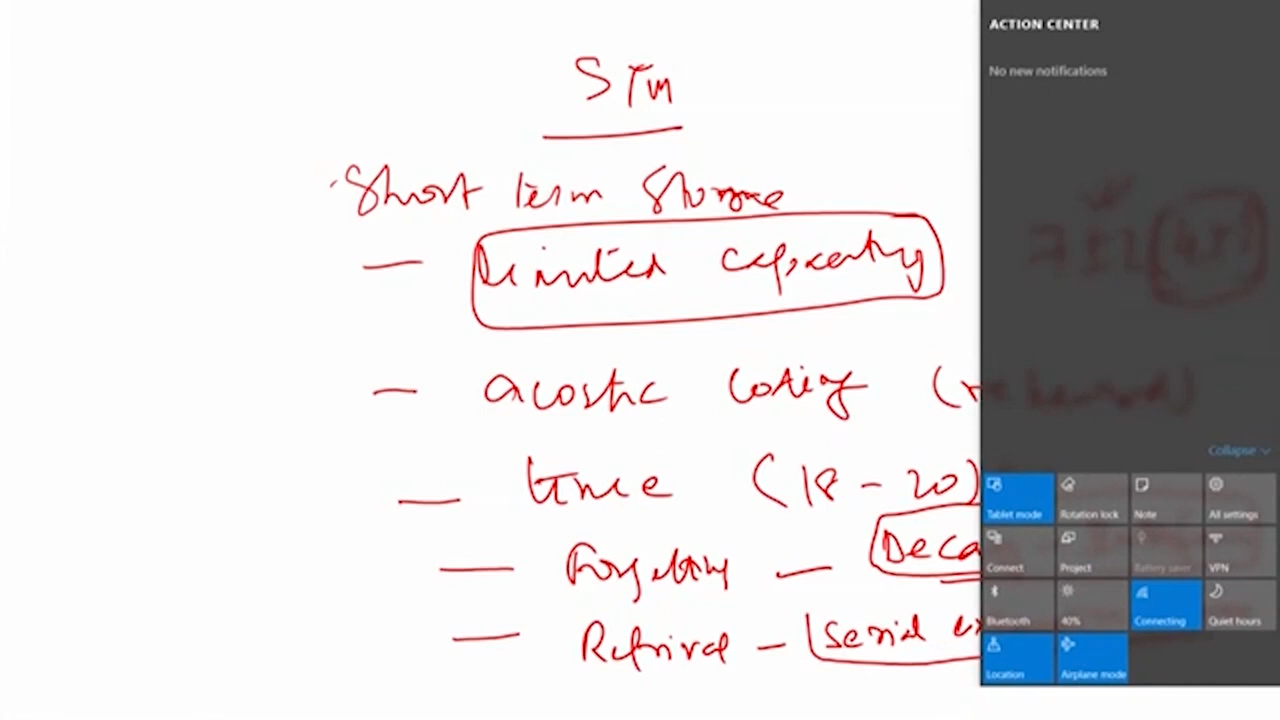 STM
Short term Storage
— Limited capacity
— acostic coding (
— time (18 - 20)
— Forgetting — Deca
— Retrival — Serial
ACTION CENTER
No new notifications
Collapse
Tablet mode
Rotation lock
Note
All settings
Connect
Project
Battery saver
VPN
Bluetooth
40%
Connecting
Quiet hours
Location
Airplane mode